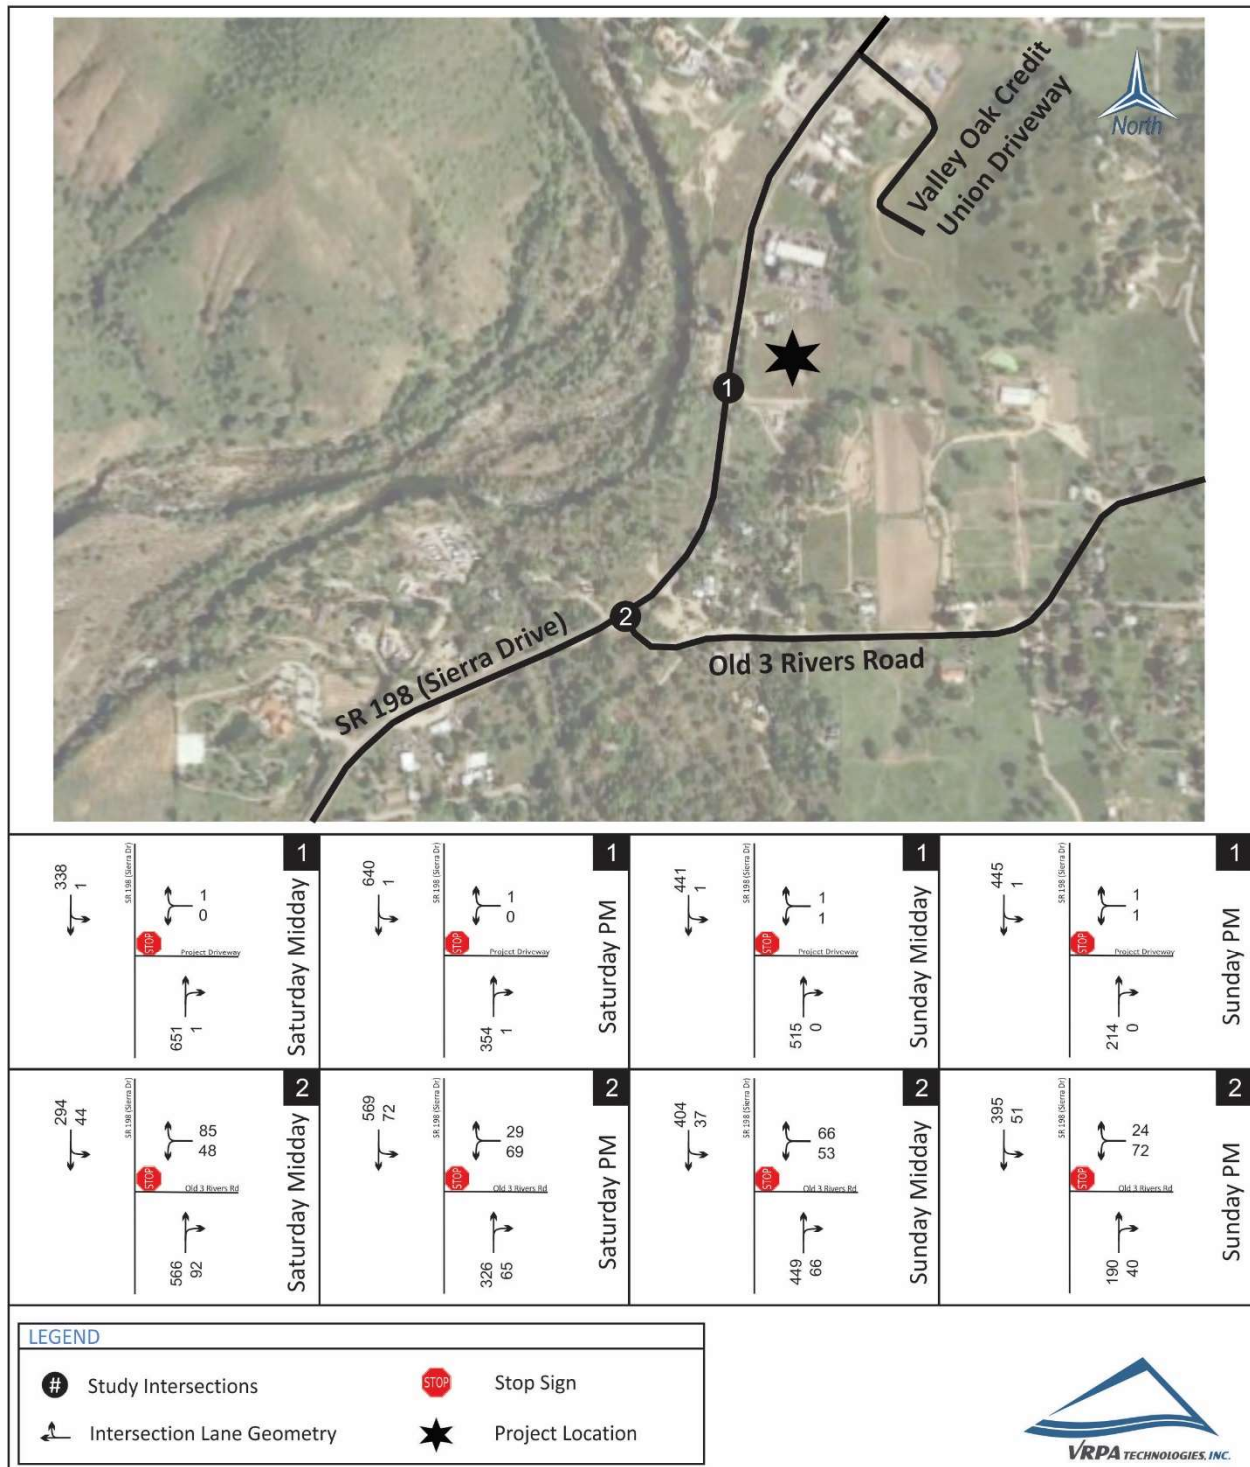 Valley Oak Credit
Union Driveway
North
1
2
SR 198 (Sierra Drive)
Old 3 Rivers Road
1
Saturday Midday
338
1
SR 198 (Sierra Dr)
1
0
STOP
Project Driveway
651
1
1
Saturday PM
640
1
1
0
STOP
Project Driveway
354
1
1
Sunday Midday
441
1
SR 198 (Sierra Dr)
1
1
STOP
Project Driveway
515
0
1
Sunday PM
445
1
SR 198 (Sierra Dr)
1
1
STOP
Project Driveway
214
0
2
Saturday Midday
294
44
SR 198 (Sierra Dr)
85
48
STOP
Old 3 Rivers Rd
566
92
2
Saturday PM
569
72
SR 198 (Sierra Dr)
29
69
STOP
Old 3 Rivers Rd
326
65
2
Sunday Midday
404
37
SR 198 (Sierra Dr)
66
53
STOP
Old 3 Rivers Rd
449
66
2
Sunday PM
395
51
SR 198 (Sierra Dr)
24
72
STOP
Old 3 Rivers Rd
190
40
LEGEND
# Study Intersections
STOP Stop Sign
Intersection Lane Geometry
Project Location
VRPA TECHNOLOGIES, INC.